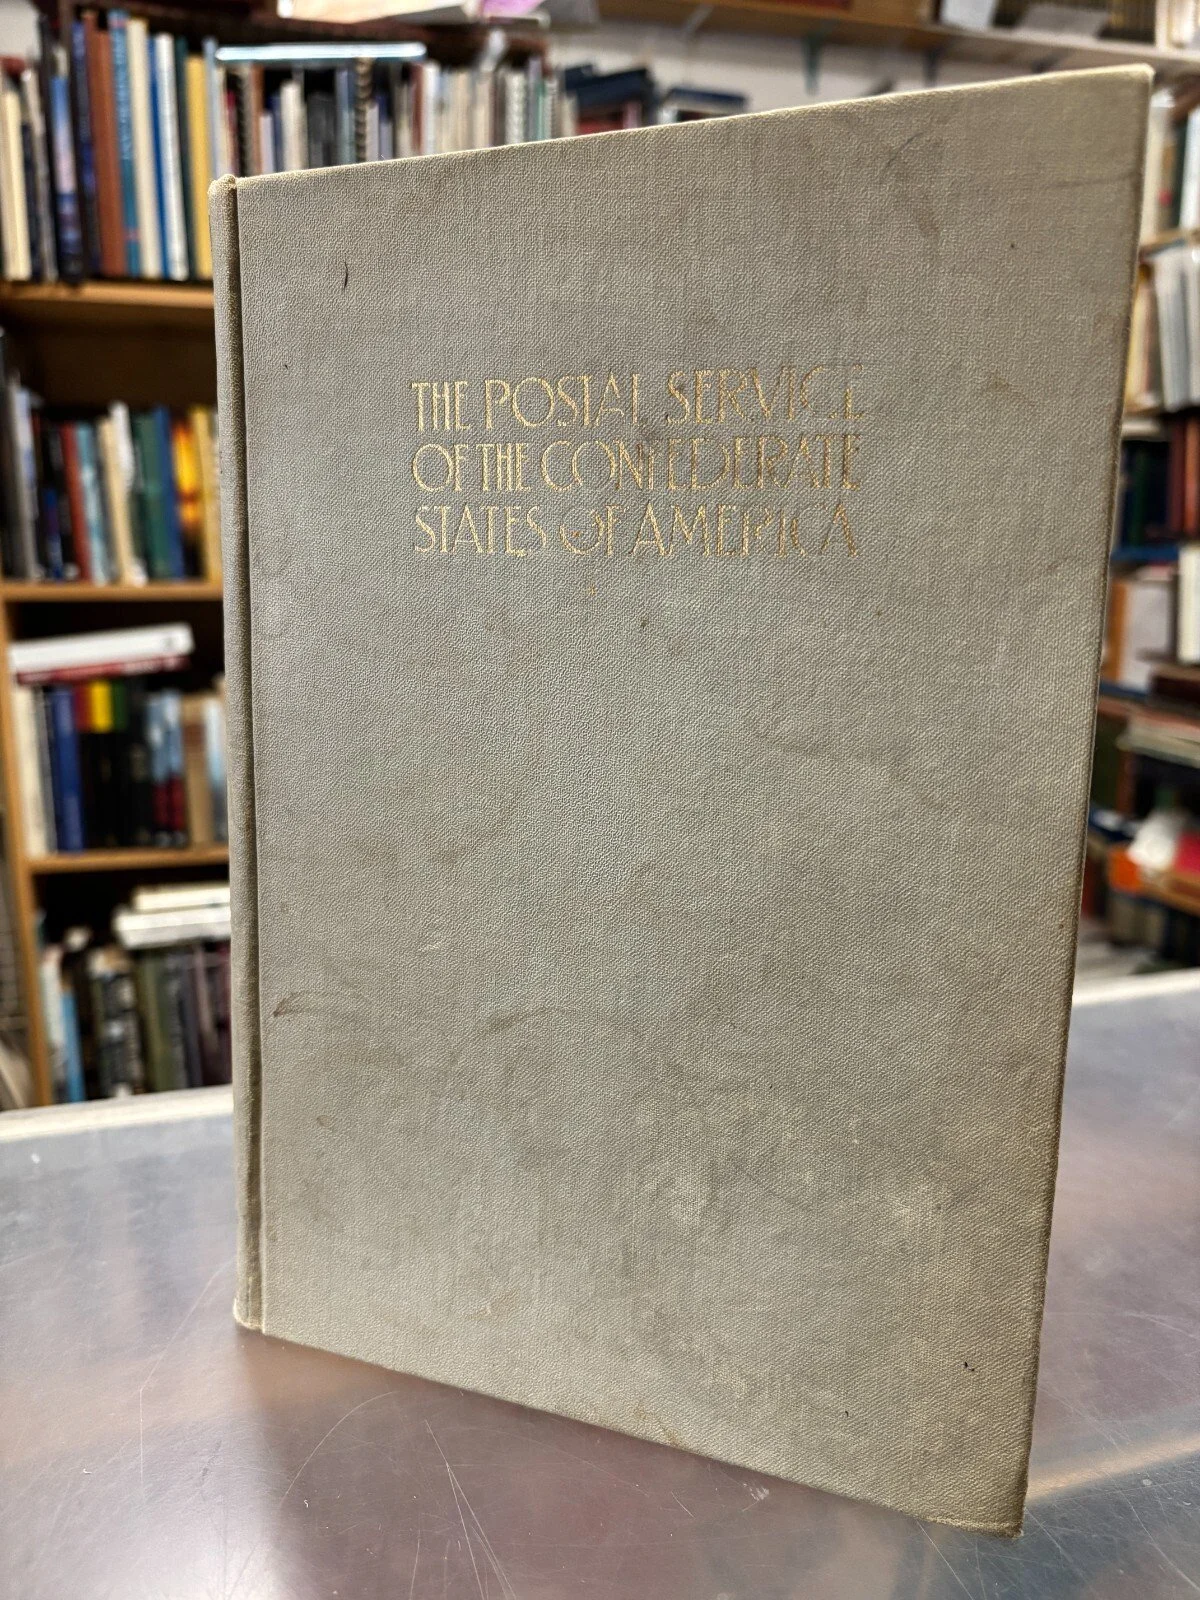 THE POSTAL SERVICE
OF THE CONFEDERATE
STATES OF AMERICA